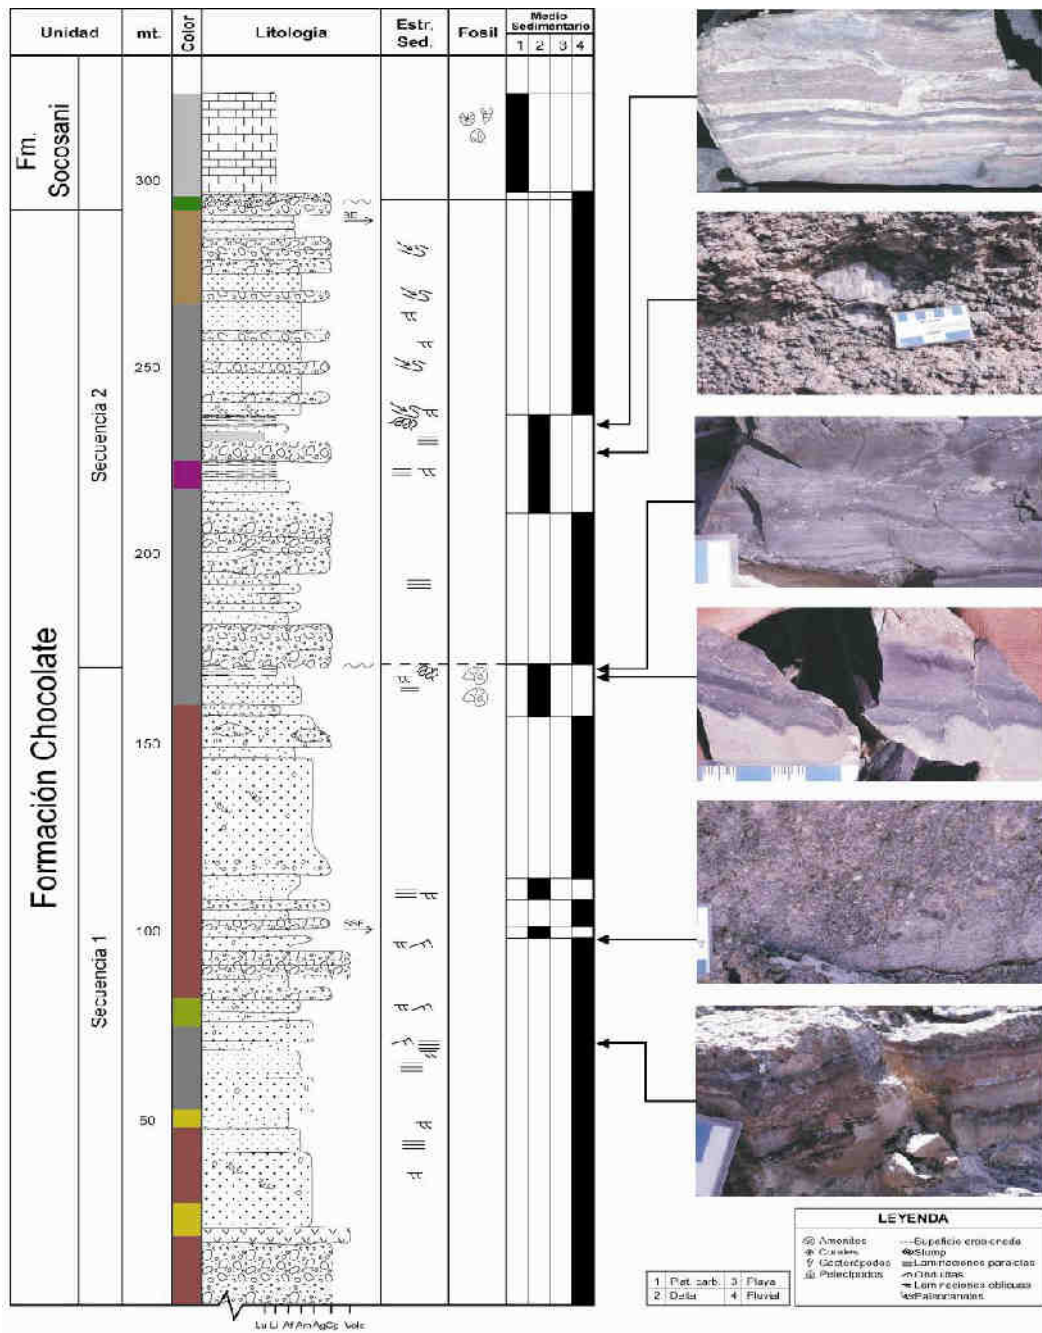 Unidad
mt.
Color
Litologia
Estr.
Sed.
Fosil
Medio
Sedimentario
1 2 3 4
Fm.
Socosani
300
250
Secuencia 2
200
Formación Chocolate
150
100
Secuencia 1
50
LEYENDA
Amonites
Corales
Gasterópodos
Pelecípodos
Superficie erosionada
Slump
Laminaciones paralelas
Ondulitas
Laminaciones oblicuas
Paleocanales
1 Plat. carb. 3 Playa
2 Delta 4 Fluvial